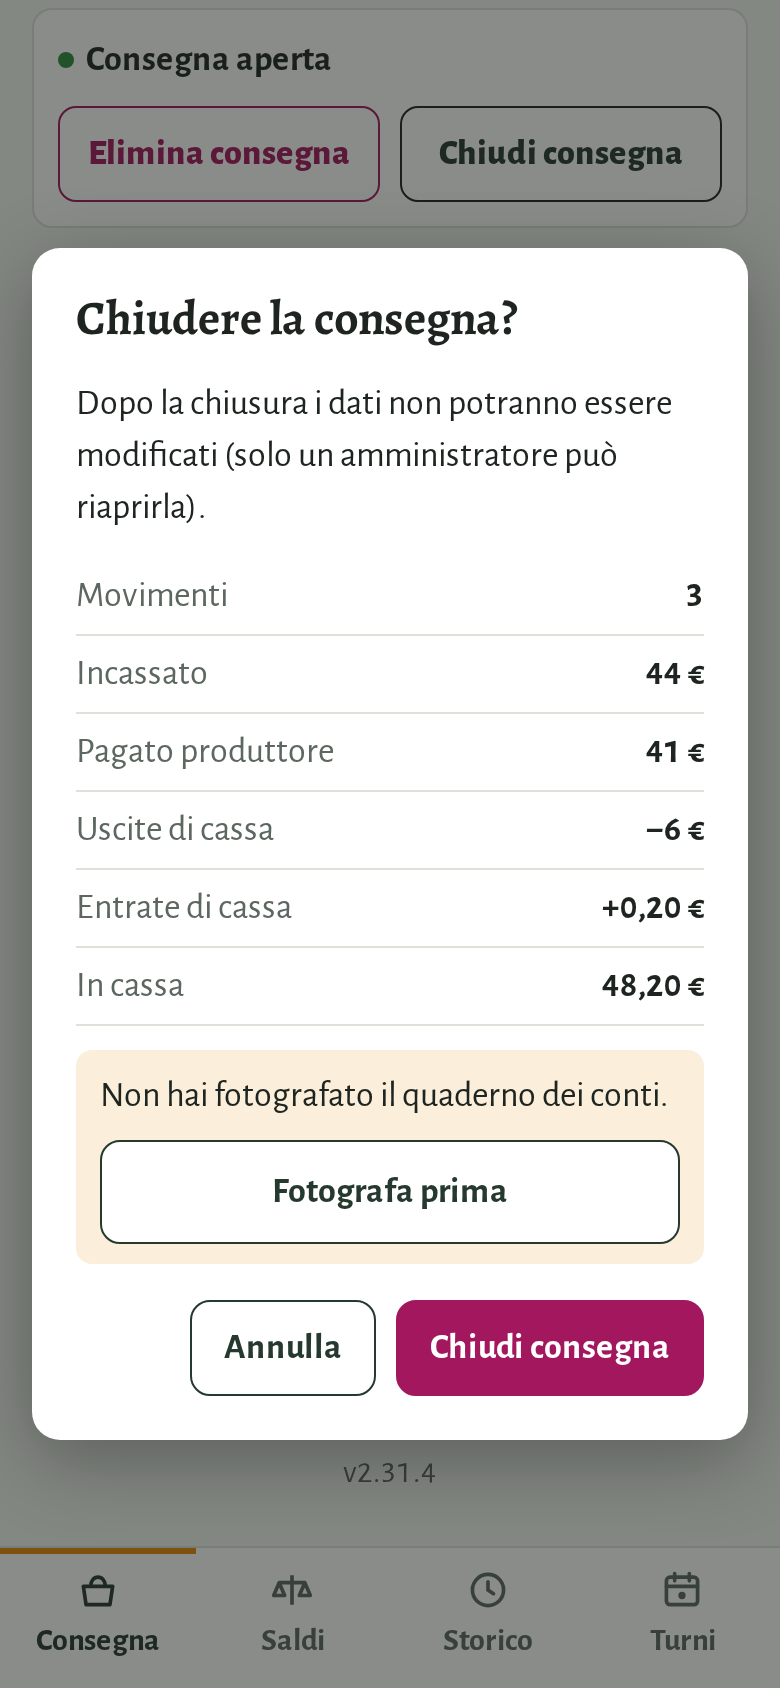 Consegna aperta
Elimina consegna
Chiudi consegna
Chiudere la consegna?
Dopo la chiusura i dati non potranno essere
modificati (solo un amministratore può
riaprirla).
Movimenti 3
Incassato 44 €
Pagato produttore 41 €
Uscite di cassa −6 €
Entrate di cassa +0,20 €
In cassa 48,20 €
Non hai fotografato il quaderno dei conti.
Fotografa prima
Annulla
Chiudi consegna
v2.31.4
Consegna
Saldi
Storico
Turni